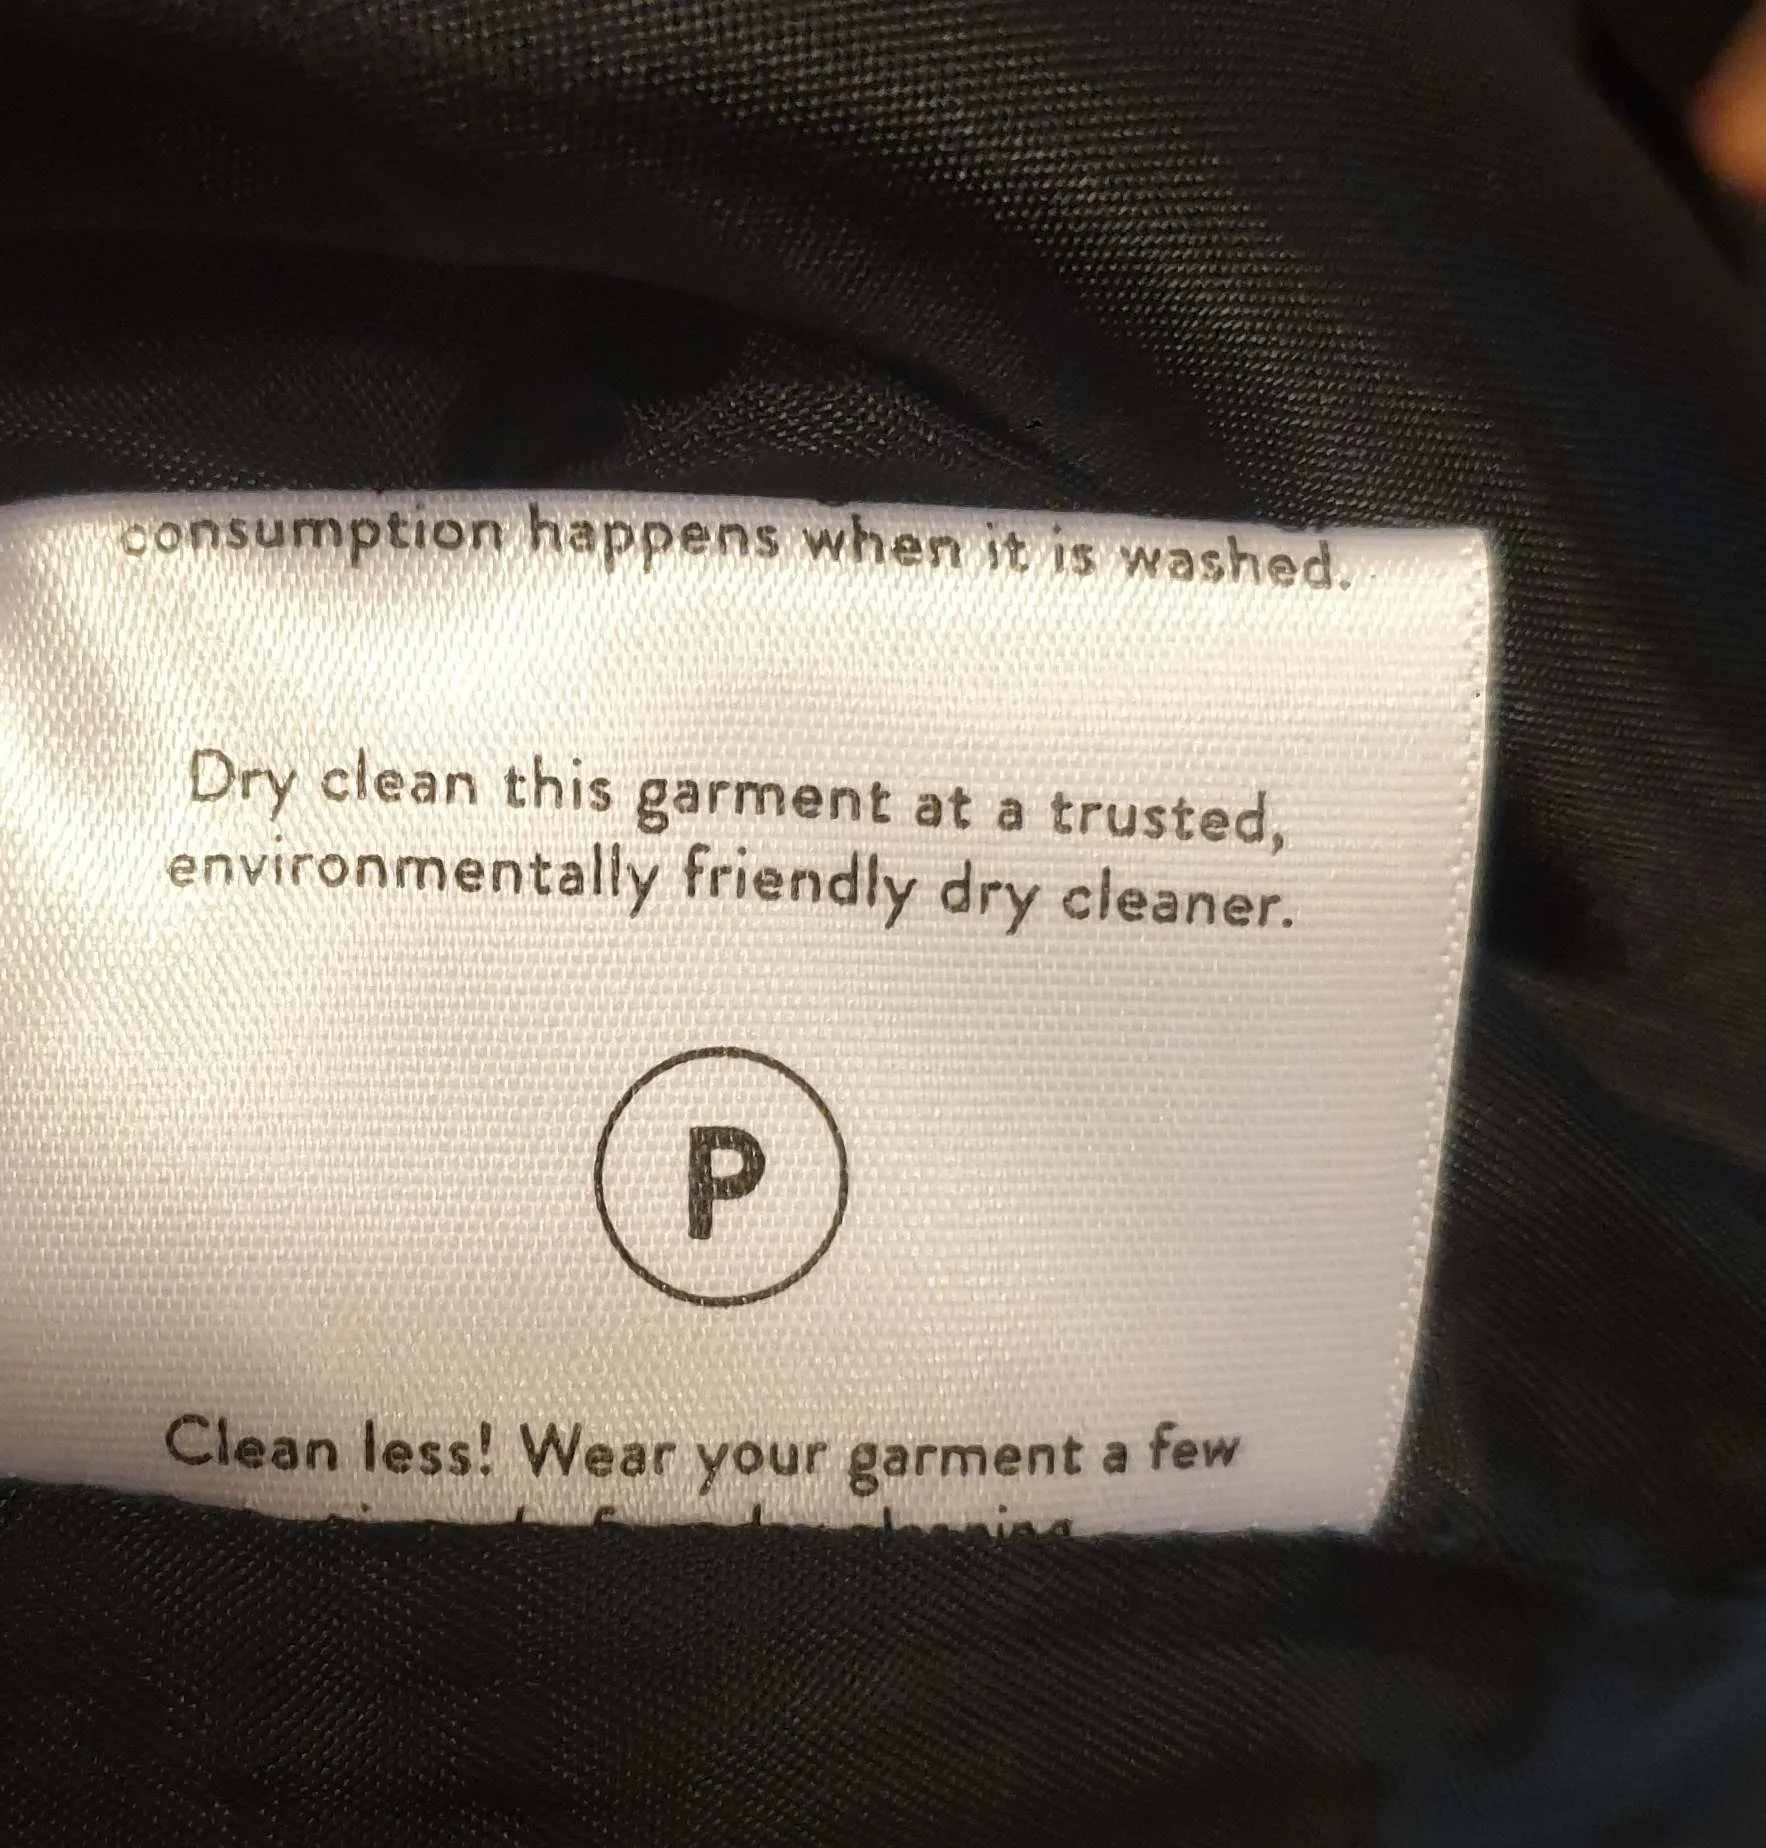 consumption happens when it is washed.
Dry clean this garment at a trusted,
environmentally friendly dry cleaner.
P
Clean less! Wear your garment a few
cleaning